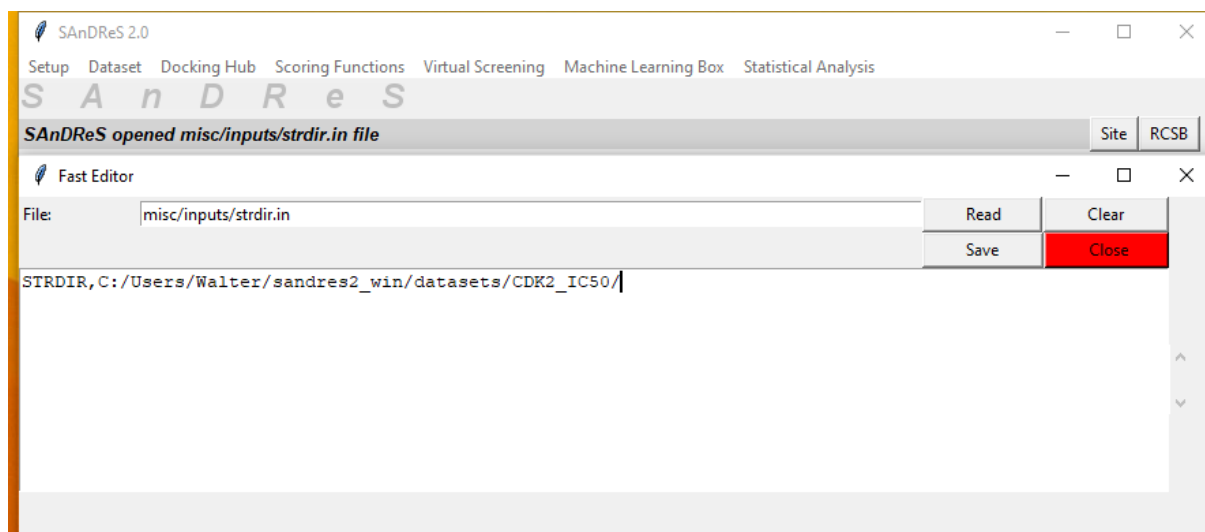 SAnDReS 2.0
Setup Dataset Docking Hub Scoring Functions Virtual Screening Machine Learning Box Statistical Analysis
S A n D R e S
SAnDReS opened misc/inputs/strdir.in file Site RCSB
Fast Editor
File: misc/inputs/strdir.in Read Clear
Save Close
STRDIR,C:/Users/Walter/sandres2_win/datasets/CDK2_IC50/